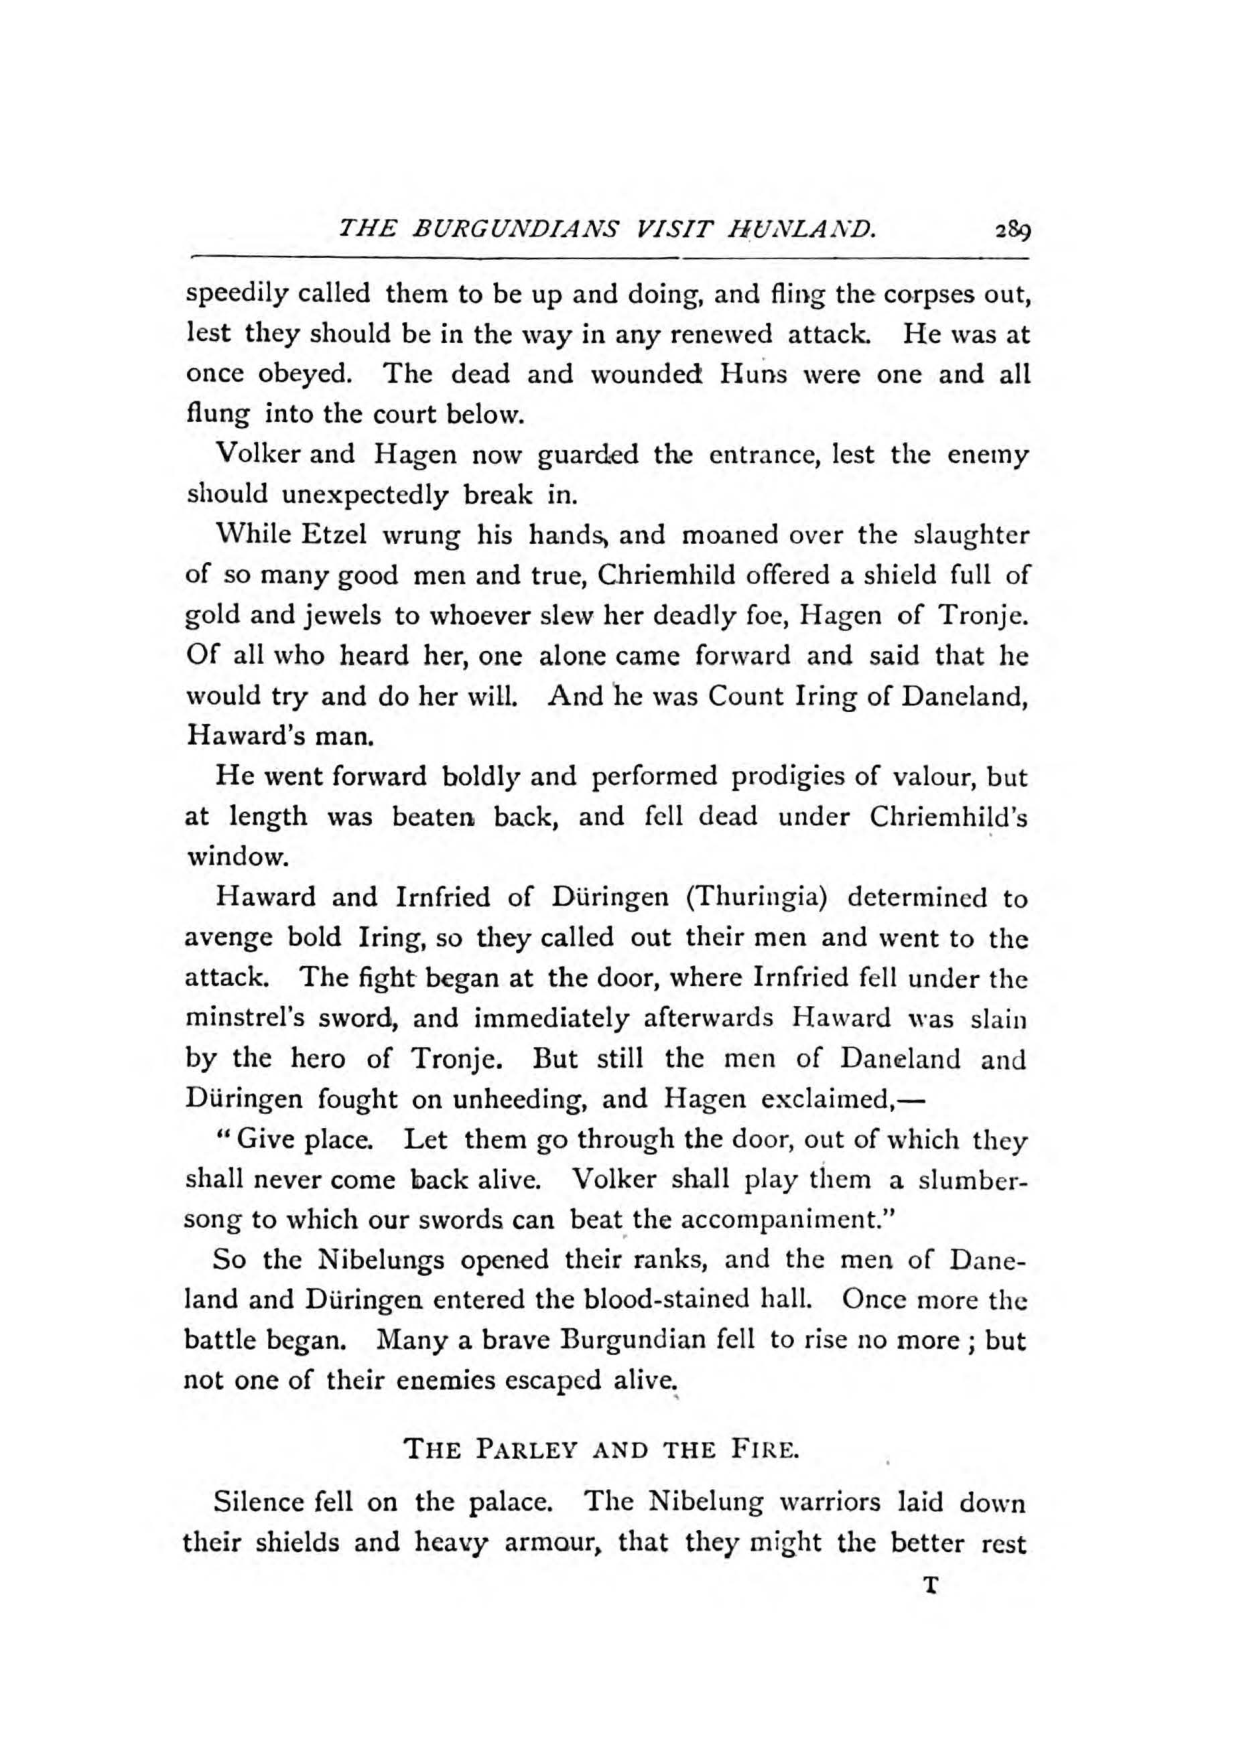 THE BURGUNDIANS VISIT HUNLAND. 289
speedily called them to be up and doing, and fling the corpses out,
lest they should be in the way in any renewed attack. He was at
once obeyed. The dead and wounded Huns were one and all
flung into the court below.
Volker and Hagen now guarded the entrance, lest the enemy
should unexpectedly break in.
While Etzel wrung his hands, and moaned over the slaughter
of so many good men and true, Chriemhild offered a shield full of
gold and jewels to whoever slew her deadly foe, Hagen of Tronje.
Of all who heard her, one alone came forward and said that he
would try and do her will. And he was Count Iring of Daneland,
Haward's man.
He went forward boldly and performed prodigies of valour, but
at length was beaten back, and fell dead under Chriemhild's
window.
Haward and Irnfried of Düringen (Thuringia) determined to
avenge bold Iring, so they called out their men and went to the
attack. The fight began at the door, where Irnfried fell under the
minstrel's sword, and immediately afterwards Haward was slain
by the hero of Tronje. But still the men of Daneland and
Düringen fought on unheeding, and Hagen exclaimed,—
"Give place. Let them go through the door, out of which they
shall never come back alive. Volker shall play them a slumber-
song to which our swords can beat the accompaniment."
So the Nibelungs opened their ranks, and the men of Dane-
land and Düringen entered the blood-stained hall. Once more the
battle began. Many a brave Burgundian fell to rise no more ; but
not one of their enemies escaped alive.
THE PARLEY AND THE FIRE.
Silence fell on the palace. The Nibelung warriors laid down
their shields and heavy armour, that they might the better rest
T